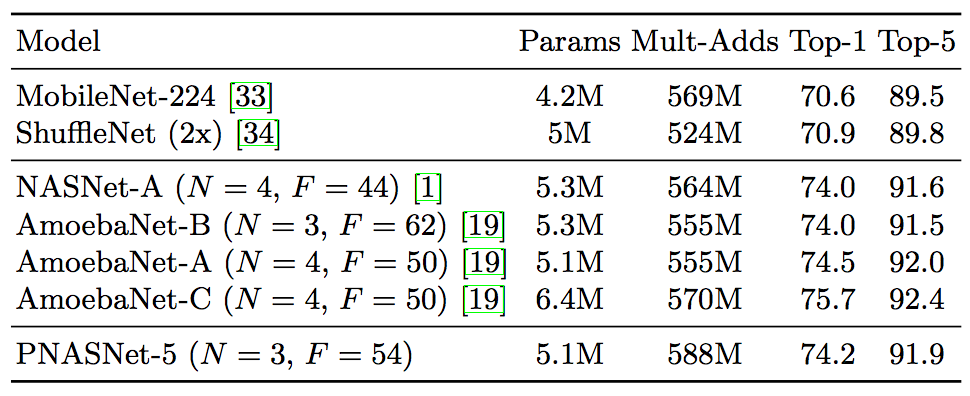 Model Params Mult-Adds Top-1 Top-5
MobileNet-224 [33] 4.2M 569M 70.6 89.5
ShuffleNet (2x) [34] 5M 524M 70.9 89.8
NASNet-A (N = 4, F = 44) [1] 5.3M 564M 74.0 91.6
AmoebaNet-B (N = 3, F = 62) [19] 5.3M 555M 74.0 91.5
AmoebaNet-A (N = 4, F = 50) [19] 5.1M 555M 74.5 92.0
AmoebaNet-C (N = 4, F = 50) [19] 6.4M 570M 75.7 92.4
PNASNet-5 (N = 3, F = 54) 5.1M 588M 74.2 91.9